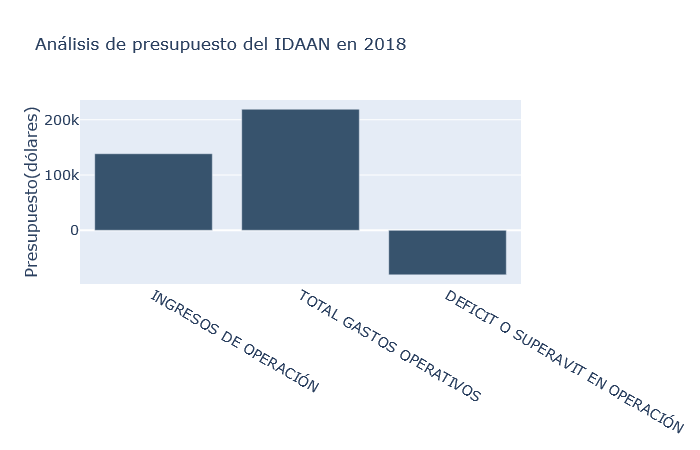 Análisis de presupuesto del IDAAN en 2018
Presupuesto(dólares)
200k
100k
0
INGRESOS DE OPERACIÓN
TOTAL GASTOS OPERATIVOS
DEFICIT O SUPERAVIT EN OPERACIÓN